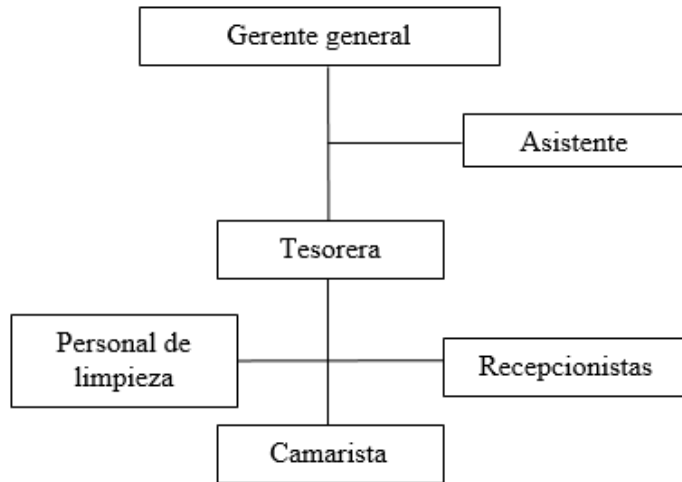 Gerente general
Asistente
Tesorera
Personal de
limpieza
Recepcionistas
Camarista